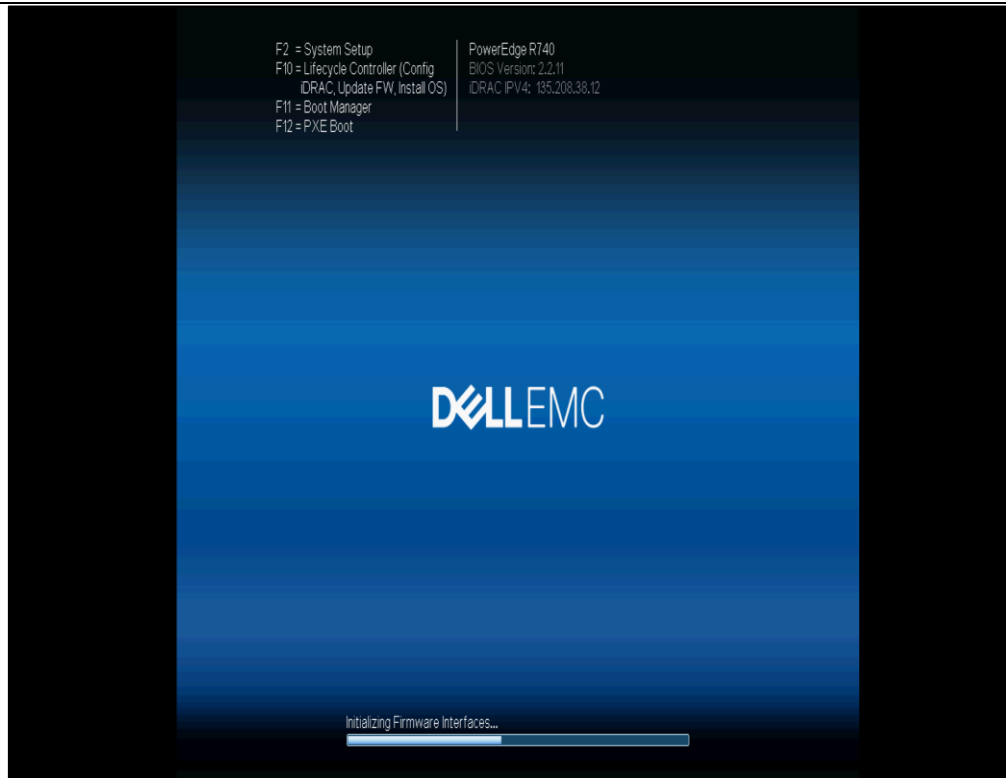 F2 = System Setup
F10 = Lifecycle Controller (Config
iDRAC, Update FW, Install OS)
F11 = Boot Manager
F12 = PXE Boot
PowerEdge R740
BIOS Version: 2.2.11
iDRAC IPV4: 135.208.38.12
DELLEMC
Initializing Firmware Interfaces...